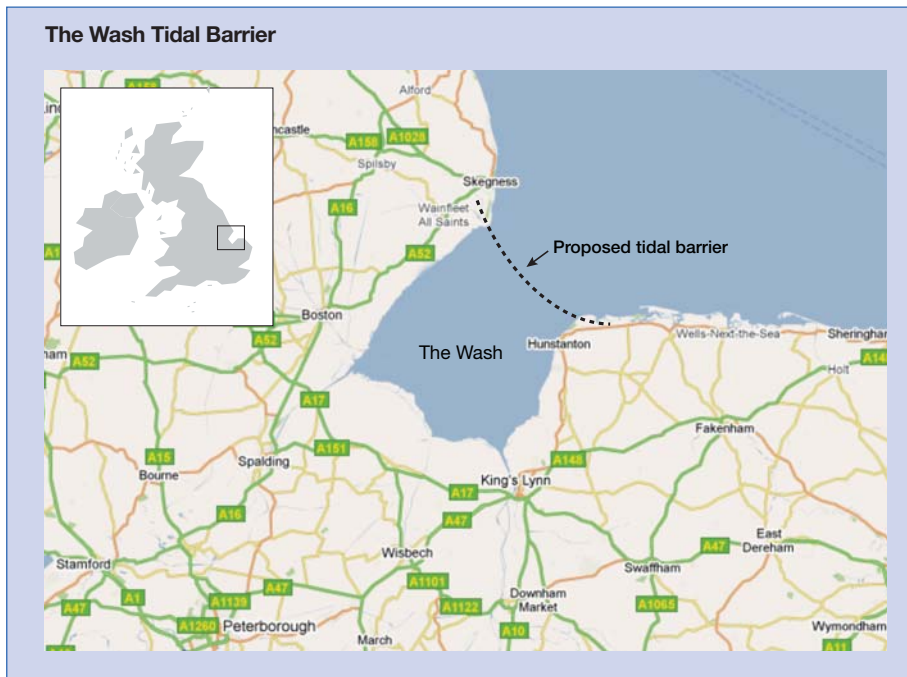 The Wash Tidal Barrier
Alford
ncastle
A158
A1028
Spilsby
Skegness
A16
Wainfleet
All Saints
A52
Proposed tidal barrier
Boston
The Wash
Hunstanton
Wells-Next-the-Sea
Sheringham
A52
A52
A148
Holt
A17
Fakenham
A151
A15
Spalding
Bourne
A148
King's Lynn
A17
A16
A47
East
Dereham
Wisbech
A47
Stamford
Swaffham
A1101
A47
A1
A1139
A1122
Downham
Market
A1065
A47
A1260
Peterborough
March
A10
Wymondham
A11